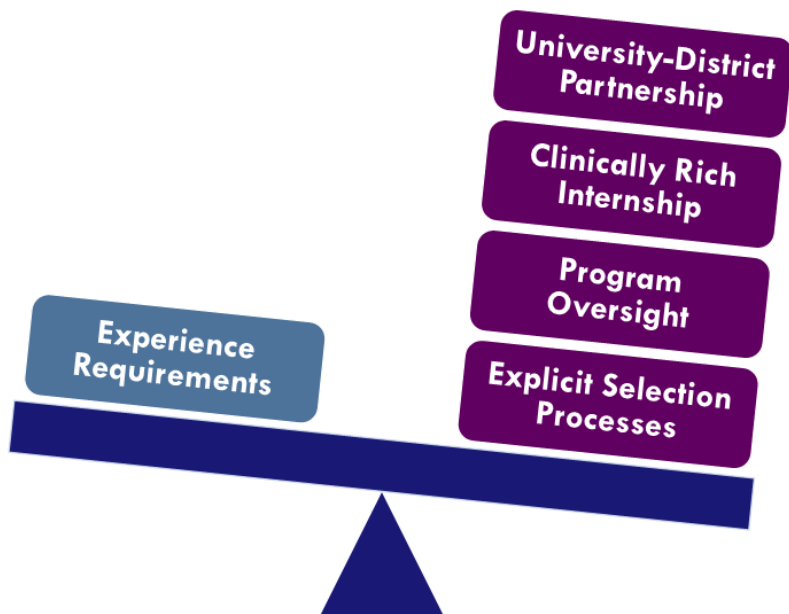 University-District
Partnership
Clinically Rich
Internship
Program
Oversight
Experience
Requirements
Explicit Selection
Processes